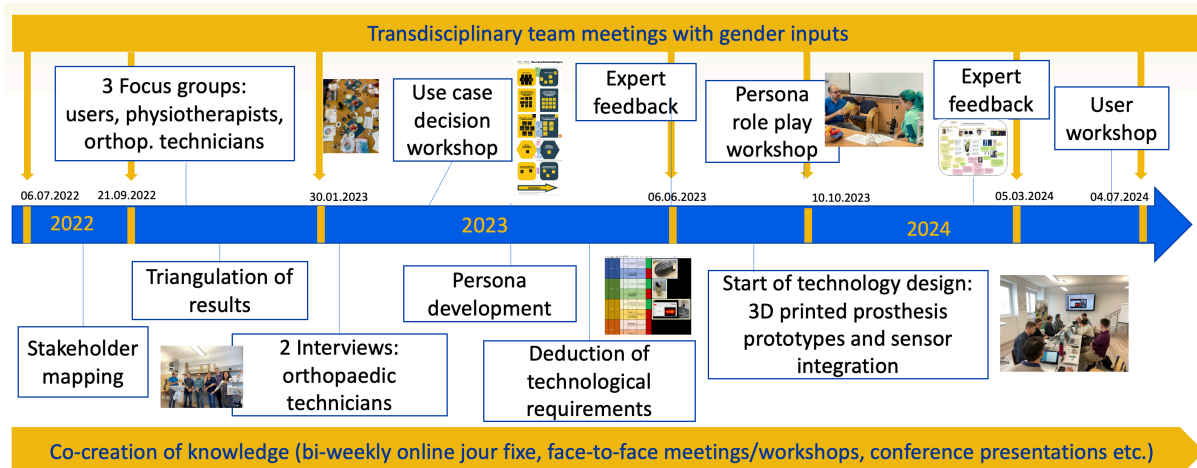 Transdisciplinary team meetings with gender inputs
3 Focus groups:
users, physiotherapists,
orthop. technicians
Use case
decision
workshop
Expert
feedback
Persona
role play
workshop
Expert
feedback
User
workshop
06.07.2022
21.09.2022
30.01.2023
06.06.2023
10.10.2023
05.03.2024
04.07.2024
2022
2023
2024
Stakeholder
mapping
Triangulation of
results
2 Interviews:
orthopaedic
technicians
Persona
development
Deduction of
technological
requirements
Start of technology design:
3D printed prosthesis
prototypes and sensor
integration
Co-creation of knowledge (bi-weekly online jour fixe, face-to-face meetings/workshops, conference presentations etc.)